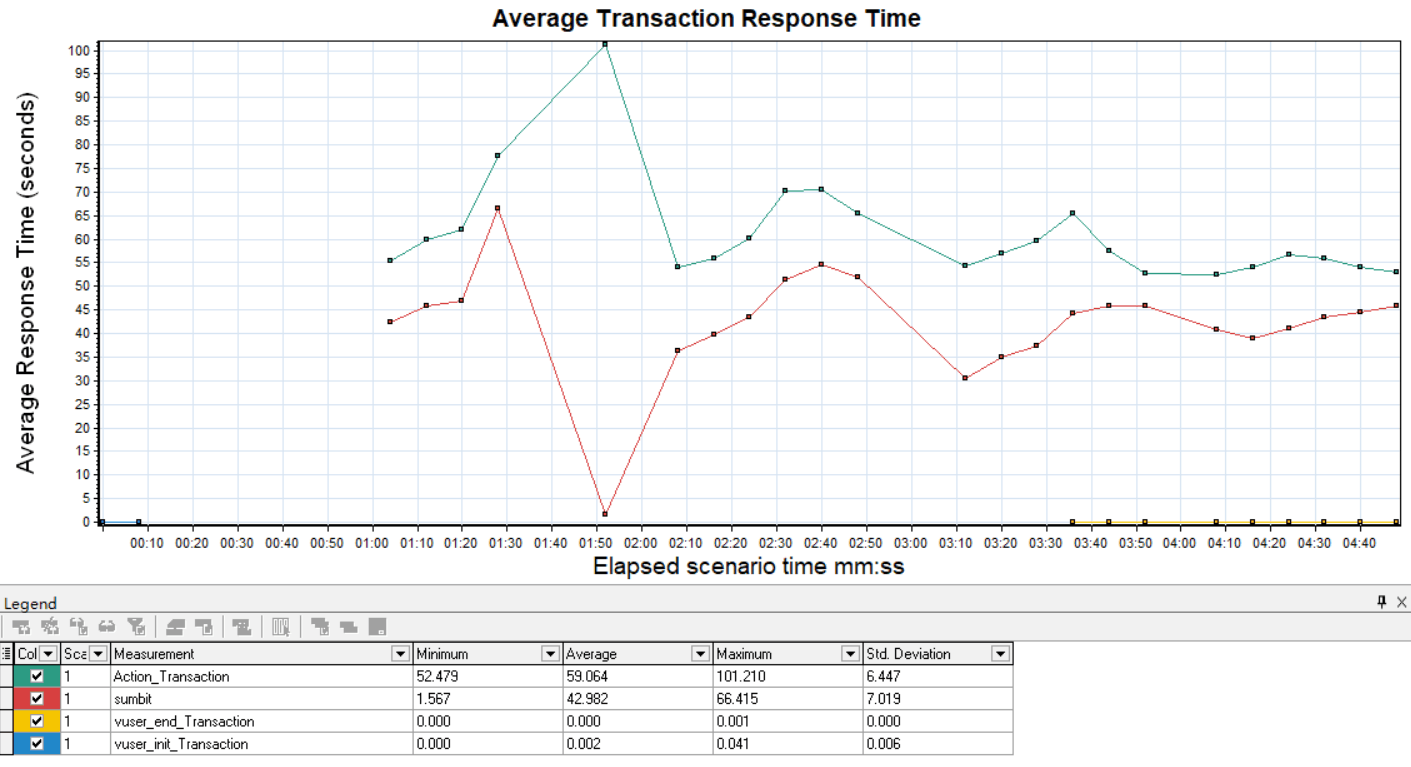 Average Transaction Response Time
Average Response Time (seconds)
100
95
90
85
80
75
70
65
60
55
50
45
40
35
30
25
20
15
10
5
0
00:10 00:20 00:30 00:40 00:50 01:00 01:10 01:20 01:30 01:40 01:50 02:00 02:10 02:20 02:30 02:40 02:50 03:00 03:10 03:20 03:30 03:40 03:50 04:00 04:10 04:20 04:30 04:40
Elapsed scenario time mm:ss
Legend
Col Sca Measurement Minimum Average Maximum Std. Deviation
1 Action_Transaction 52.479 59.064 101.210 6.447
1 sumbit 1.567 42.982 66.415 7.019
1 vuser_end_Transaction 0.000 0.000 0.001 0.000
1 vuser_init_Transaction 0.000 0.002 0.041 0.006